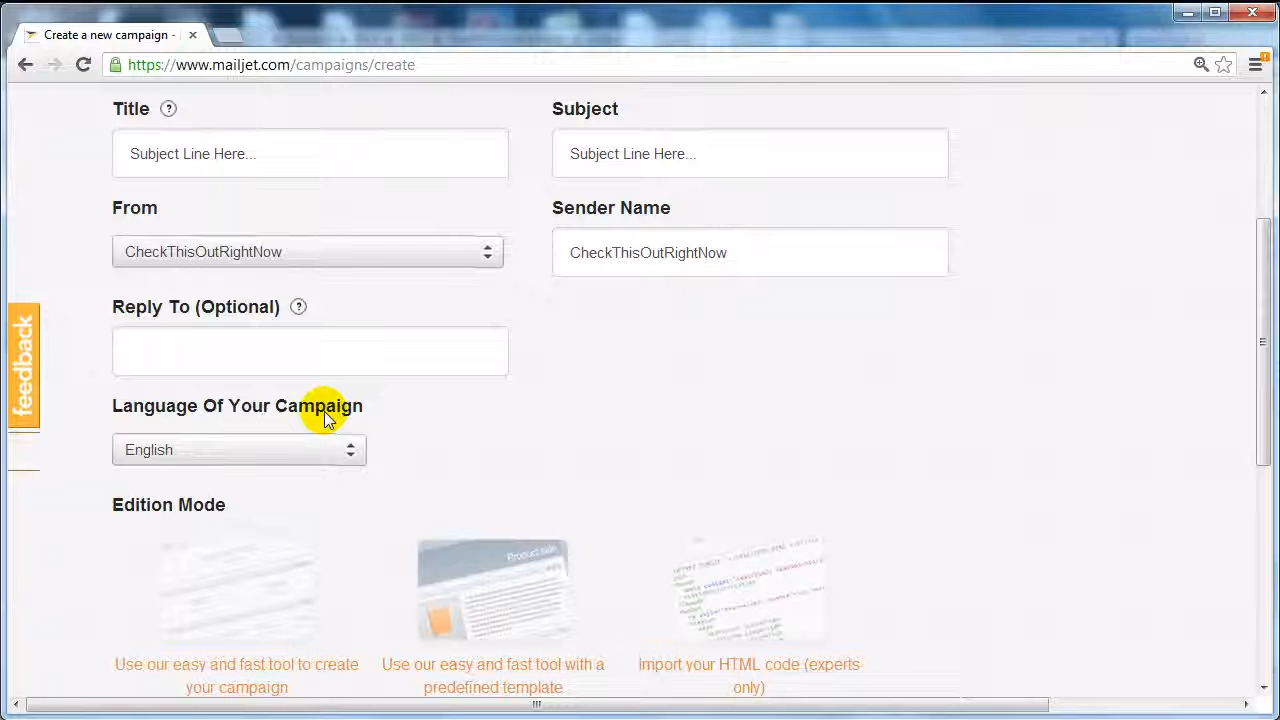 Create a new campaign -
https://www.mailjet.com/campaigns/create
Title ?
Subject
Subject Line Here...
Subject Line Here...
From
Sender Name
CheckThisOutRightNow
CheckThisOutRightNow
Reply To (Optional) ?
feedback
Language Of Your Campaign
English
Edition Mode
Product
Use our easy and fast tool to create
your campaign
Use our easy and fast tool with a
predefined template
Import your HTML code (experts
only)